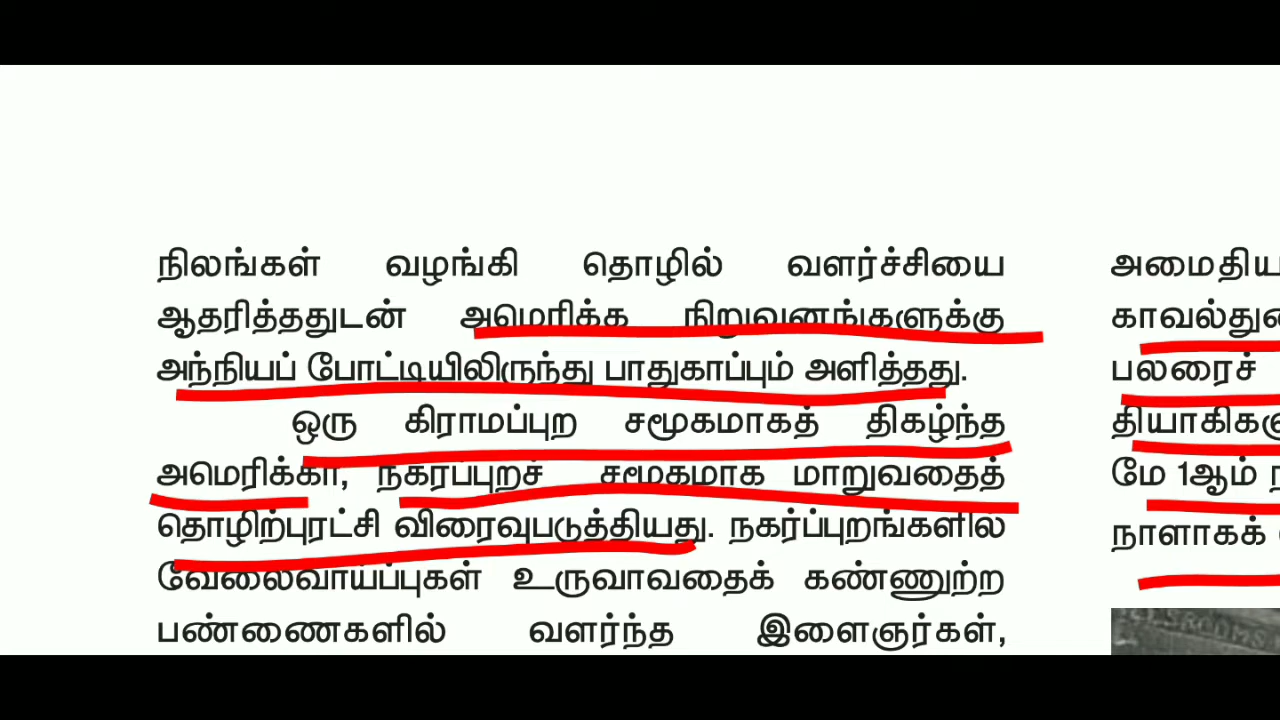 நிலங்கள் வழங்கி தொழில் வளர்ச்சியை
ஆதரித்ததுடன் அமெரிக்க நிறுவனங்களுக்கு
அந்நியப் போட்டியிலிருந்து பாதுகாப்பும் அளித்தது.
ஒரு கிராமப்புற சமூகமாகத் திகழ்ந்த
அமெரிக்கா, நகரப்புறச் சமூகமாக மாறுவதைத்
தொழிற்புரட்சி விரைவுபடுத்தியது. நகர்ப்புறங்களில்
வேலைவாய்ப்புகள் உருவாவதைக் கண்ணுற்ற
பண்ணைகளில் வளர்ந்த இளைஞர்கள்,
அமைதிய
காவல்து
பலரைச்
தியாகிகளு
மே 1ஆம் ந
நாளாகக்